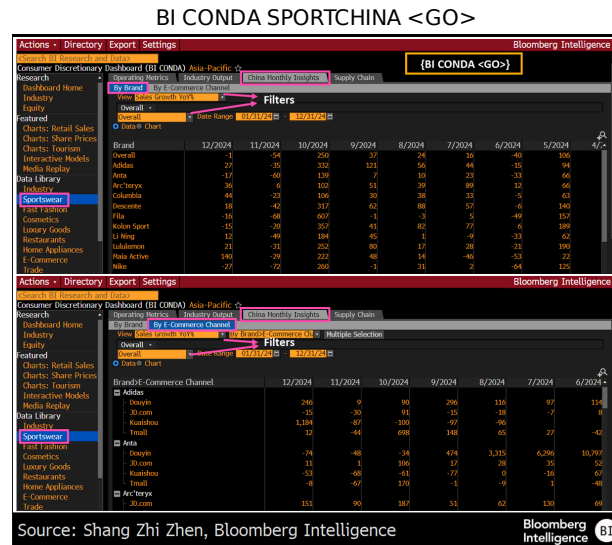 BI CONDA SPORTCHINA <GO>
Actions Directory Export Settings Bloomberg Intelligence
<Search BI Research and Data>
Consumer Discretionary Dashboard (BI CONDA) Asia-Pacific
{BI CONDA <GO>}
Research Operating Metrics Industry Output China Monthly Insights Supply Chain
Dashboard Home By Brand By E-Commerce Channel
Industry View Sales Growth YoY% Filters
Equity Overall
Featured Overall Date Range 01/31/24 - 12/31/24
Charts: Retail Sales Data Chart
Charts: Share Prices
Charts: Tourism Brand 12/2024 11/2024 10/2024 9/2024 8/2024 7/2024 6/2024 5/2024 4/
Interactive Models Overall -1 -54 250 37 24 16 -40 106
Media Replay Adidas 27 -35 332 121 56 44 -15 94
Data Library Anta -17 -60 139 7 10 23 -33 66
Industry Arc'teryx 36 6 102 51 39 89 12 66
Sportswear Columbia 44 -23 106 30 38 33 -5 63
Fast Fashion Descente 18 -42 317 62 88 57 -6 140
Cosmetics Fila -16 -68 607 -1 -3 5 -49 157
Luxury Goods Kolon Sport -15 -20 357 41 82 77 6 189
Restaurants Li Ning 12 -49 184 45 1 -9 -33 62
Home Appliances Lululemon 21 -31 252 80 17 28 -21 190
E-Commerce Maia Active 140 -29 222 48 14 -46 -53 22
Trade Nike -27 -72 260 -1 31 2 -64 125
Actions Directory Export Settings Bloomberg Intelligence
<Search BI Research and Data>
Consumer Discretionary Dashboard (BI CONDA) Asia-Pacific
Research Operating Metrics Industry Output China Monthly Insights Supply Chain
Dashboard Home By Brand By E-Commerce Channel
Industry View Sales Growth YoY% By Brand>E-Commerce Ch Multiple Selection
Equity Overall Filters
Featured Overall Date Range 01/31/24 - 12/31/24
Charts: Retail Sales Data Chart
Charts: Share Prices
Charts: Tourism Brand>E-Commerce Channel 12/2024 11/2024 10/2024 9/2024 8/2024 7/2024 6/2024
Interactive Models Adidas
Media Replay Douyin 246 9 90 296 116 97 114
Data Library JD.com -15 -30 91 -15 -18 -7 8
Industry Kuaishou 1,184 -87 -100 -97 -96
Sportswear Tmall 12 -44 698 148 65 27 -42
Fast Fashion Anta
Cosmetics Douyin -74 -48 -34 474 3,315 6,296 10,797
Luxury Goods JD.com 11 1 106 17 28 35 52
Restaurants Kuaishou -53 -68 -61 -77 0 -16 67
Home Appliances Tmall -8 -67 170 -1 -9 1 -48
E-Commerce Arc'teryx
Trade JD.com 151 90 187 51 62 130 69
Source: Shang Zhi Zhen, Bloomberg Intelligence
Bloomberg
Intelligence BI